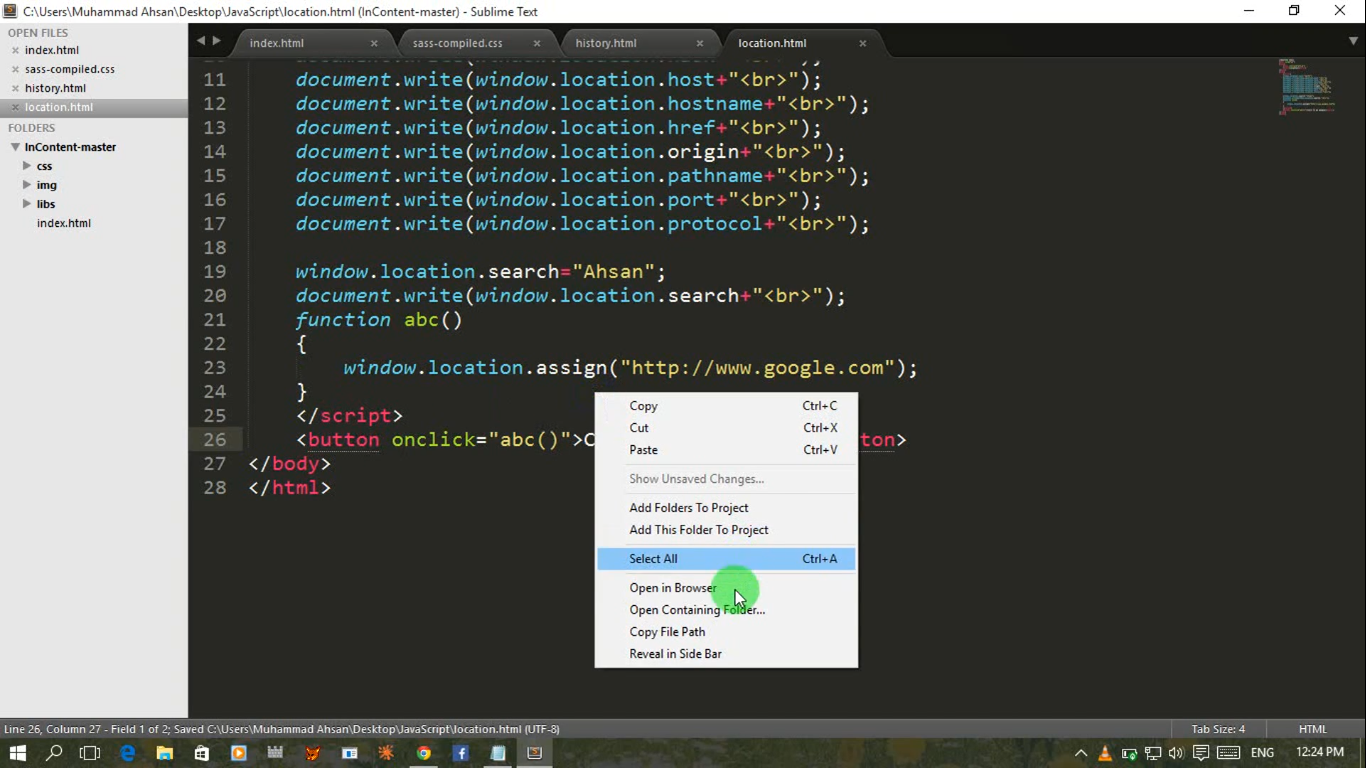 C:\Users\Muhammad Ahsan\Desktop\JavaScript\location.html (InContent-master) - Sublime Text
OPEN FILES
index.html
sass-compiled.css
history.html
location.html
FOLDERS
InContent-master
css
img
libs
index.html
index.html
sass-compiled.css
history.html
location.html
11 document.write(window.location.host+"<br>");
12 document.write(window.location.hostname+"<br>");
13 document.write(window.location.href+"<br>");
14 document.write(window.location.origin+"<br>");
15 document.write(window.location.pathname+"<br>");
16 document.write(window.location.port+"<br>");
17 document.write(window.location.protocol+"<br>");
18
19 window.location.search="Ahsan";
20 document.write(window.location.search+"<br>");
21 function abc()
22 {
23 window.location.assign("http://www.google.com");
24 }
25 </script>
26 <button onclick="abc()">C ton>
27 </body>
28 </html>
Copy Ctrl+C
Cut Ctrl+X
Paste Ctrl+V
Show Unsaved Changes...
Add Folders To Project
Add This Folder To Project
Select All Ctrl+A
Open in Browser
Open Containing Folder...
Copy File Path
Reveal in Side Bar
Line 26, Column 27 - Field 1 of 2; Saved C:\Users\Muhammad Ahsan\Desktop\JavaScript\location.html (UTF-8)
Tab Size: 4
HTML
ENG
12:24 PM